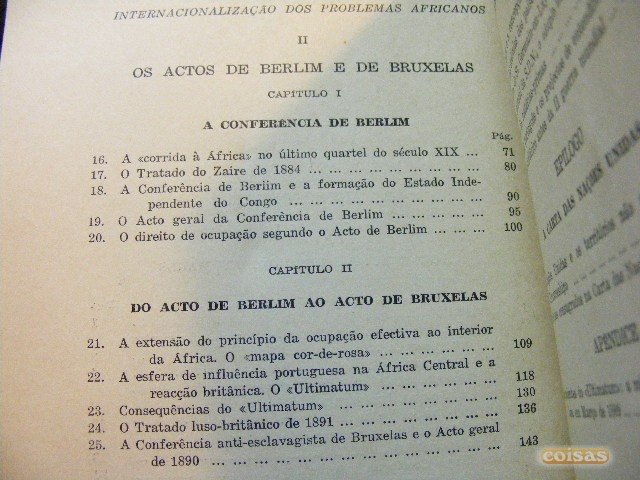 INTERNACIONALIZAÇÃO DOS PROBLEMAS AFRICANOS
II
OS ACTOS DE BERLIM E DE BRUXELAS
CAPITULO I
A CONFERÊNCIA DE BERLIM
Pág.
16. A «corrida à África» no último quartel do século XIX ... 71
17. O Tratado do Zaire de 1884 ... ... ... ... ... ... ... 80
18. A Conferência de Berlim e a formação do Estado Inde-
pendente do Congo ... ... ... ... ... ... ... ... 90
19. O Acto geral da Conferência de Berlim ... ... ... ... 95
20. O direito de ocupação segundo o Acto de Berlim ... ... ... 100
CAPÍTULO II
DO ACTO DE BERLIM AO ACTO DE BRUXELAS
21. A extensão do princípio da ocupação efectiva ao interior
da África. O «mapa cor-de-rosa» ... ... ... ... ... 109
22. A esfera de influência portuguesa na África Central e a
reacção britânica. O «Ultimatum» ... ... ... ... ... 118
23. Consequências do «Ultimatum» ... ... ... ... ... ... 130
24. O Tratado luso-britânico de 1891 ... ... ... ... ... ... 136
25. A Conferência anti-esclavagista de Bruxelas e o Acto geral
de 1890 ... ... ... ... ... ... ... ... ... ... 143
EPÍLOGO
A CARTA DAS NAÇÕES UNIDAS
APÊNDICE
coisas